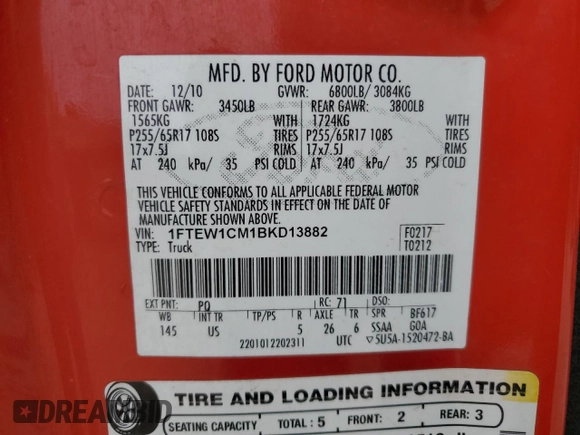 MFD. BY FORD MOTOR CO.
DATE: 12/10 GVWR: 6800LB/ 3084KG
FRONT GAWR: 3450LB REAR GAWR: 3800LB
1565KG WITH 1724KG WITH
P255/65R17 108S TIRES P255/65R17 108S TIRES
17x7.5J RIMS 17x7.5J RIMS
AT 240 kPa/ 35 PSI COLD AT 240 kPa/ 35 PSI COLD
THIS VEHICLE CONFORMS TO ALL APPLICABLE FEDERAL MOTOR
VEHICLE SAFETY STANDARDS IN EFFECT ON THE DATE OF
MANUFACTURE SHOWN ABOVE.
VIN: 1FTEW1CM1BKD13882 F0217
TYPE: Truck T0212
EXT PNT: PQ RC: 71 DSO:
WB INT TR TP/PS R AXLE TR SPR BF617
145 US 5 26 6 SSAA GOA
2201012202311 UTC ▽5U5A-1520472-BA
TIRE AND LOADING INFORMATION
SEATING CAPACITY TOTAL: 5 FRONT: 2 REAR: 3
DREAMBID